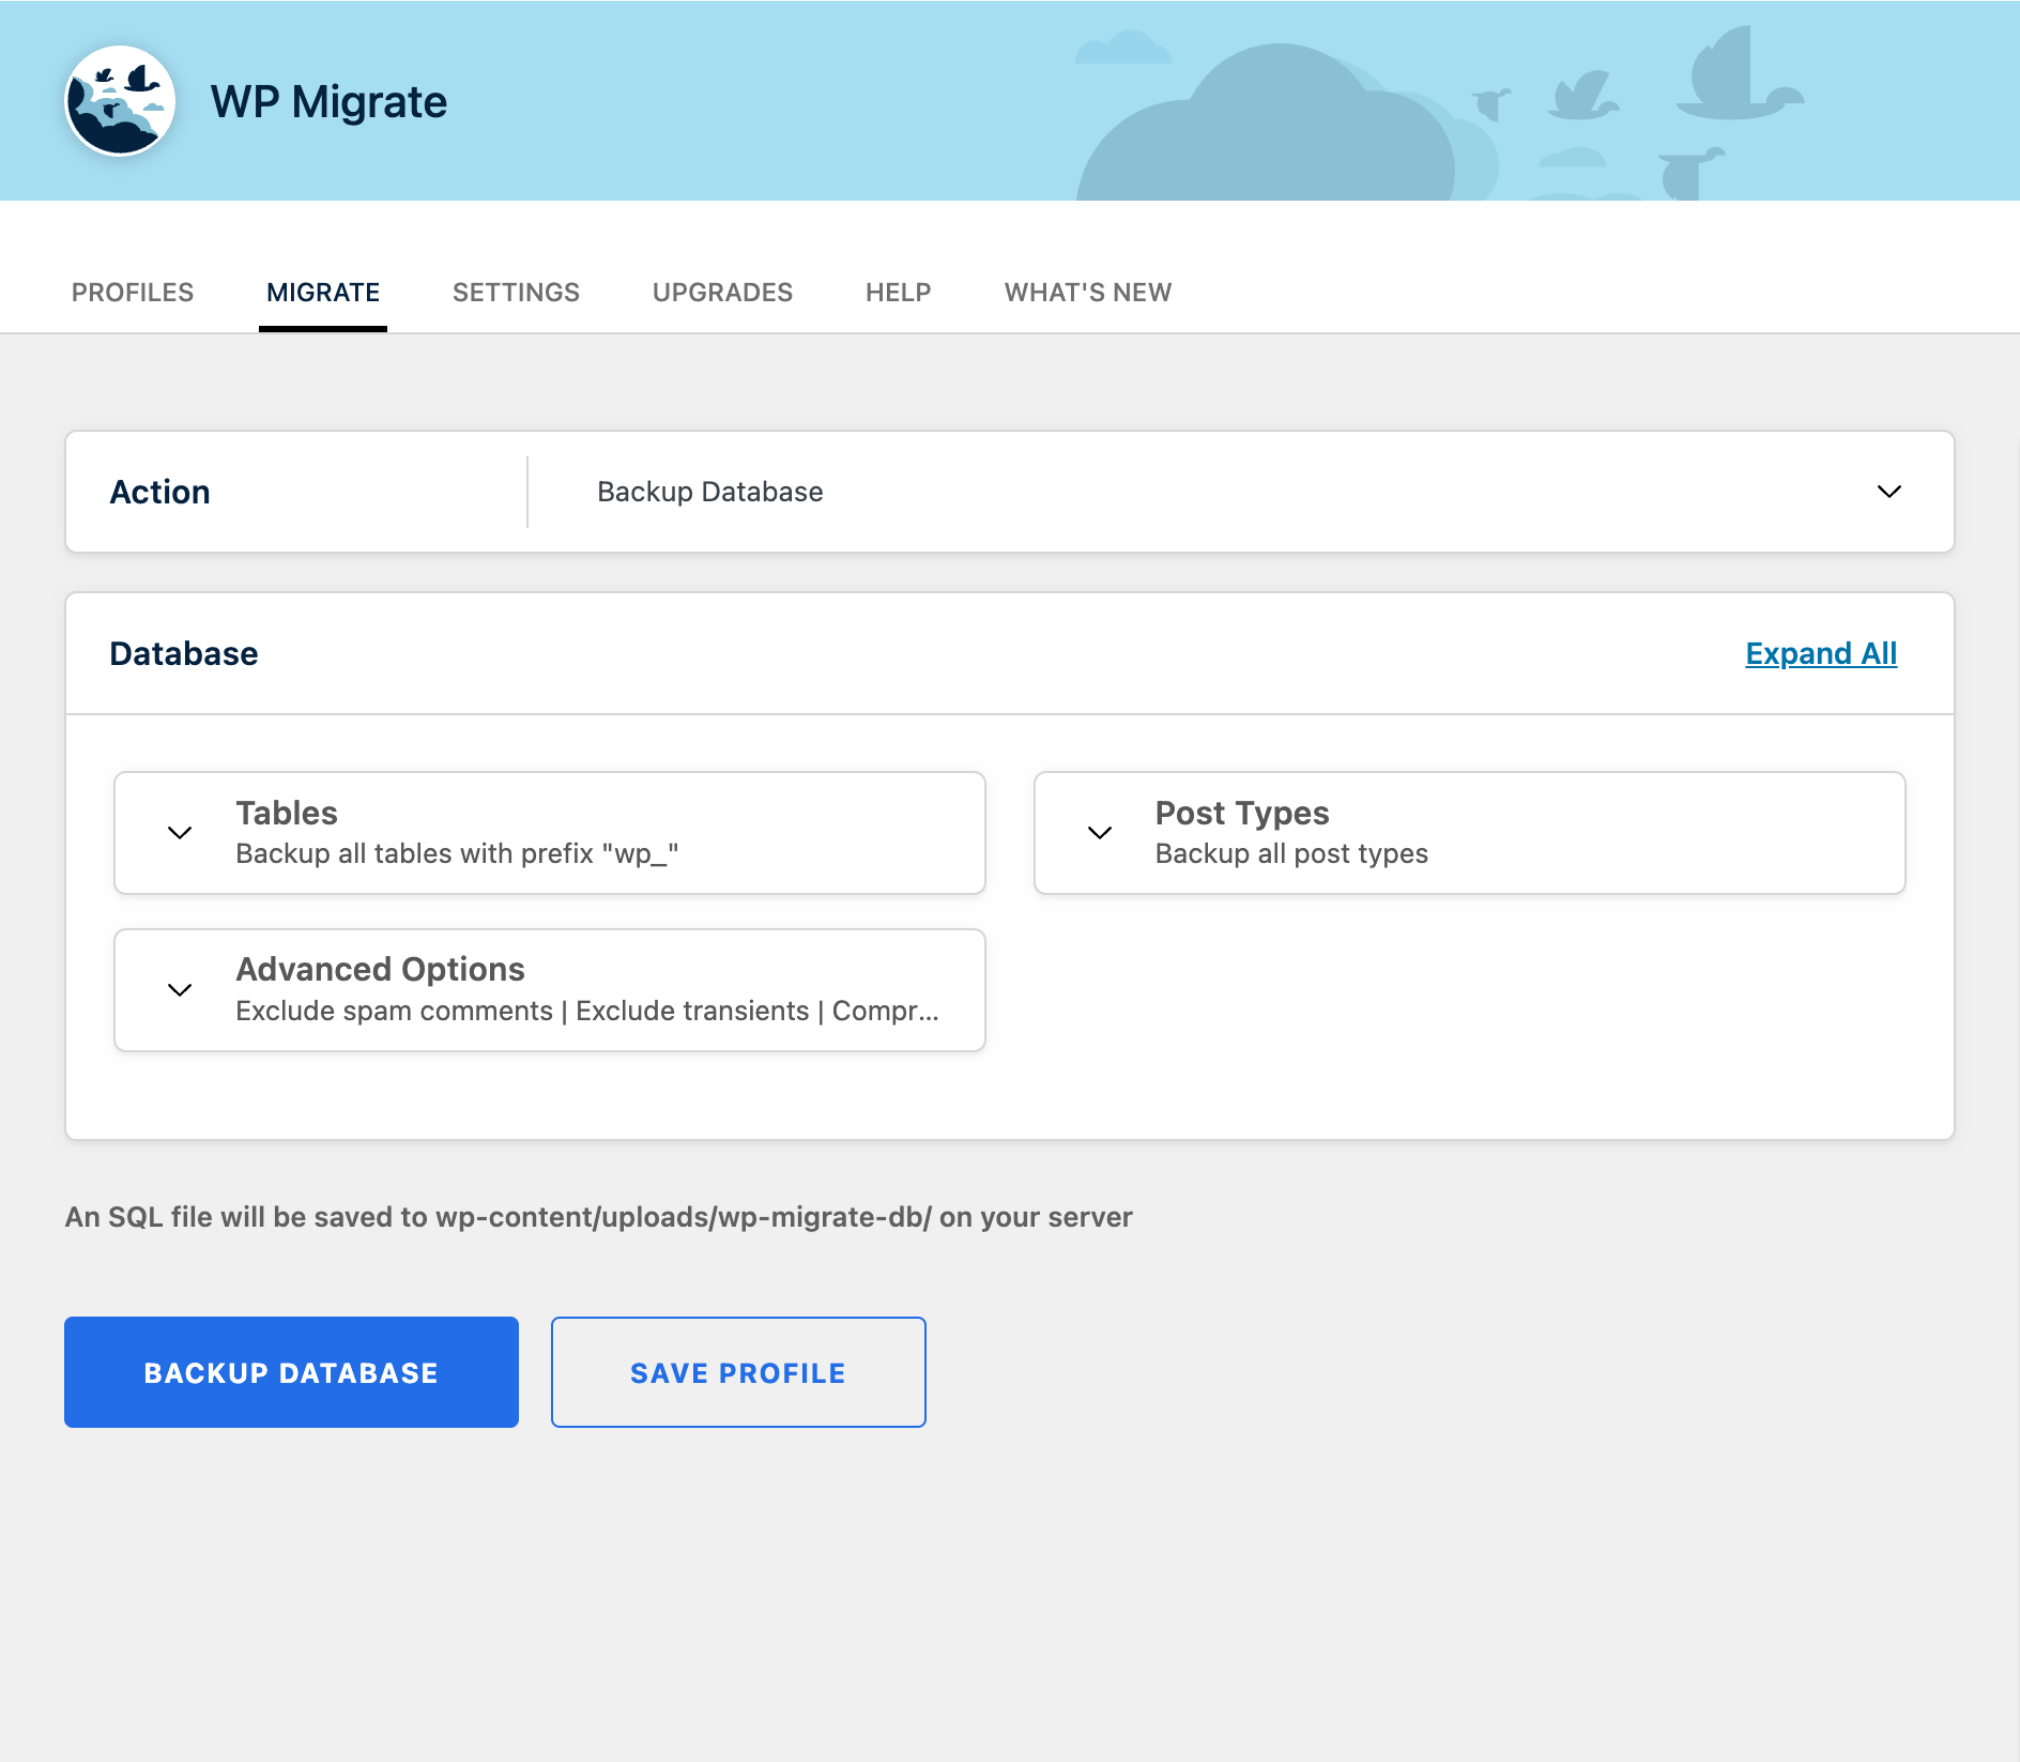 WP Migrate
PROFILES MIGRATE SETTINGS UPGRADES HELP WHAT'S NEW
Action Backup Database
Database Expand All
Tables
Backup all tables with prefix "wp_"
Post Types
Backup all post types
Advanced Options
Exclude spam comments | Exclude transients | Compr...
An SQL file will be saved to wp-content/uploads/wp-migrate-db/ on your server
BACKUP DATABASE SAVE PROFILE